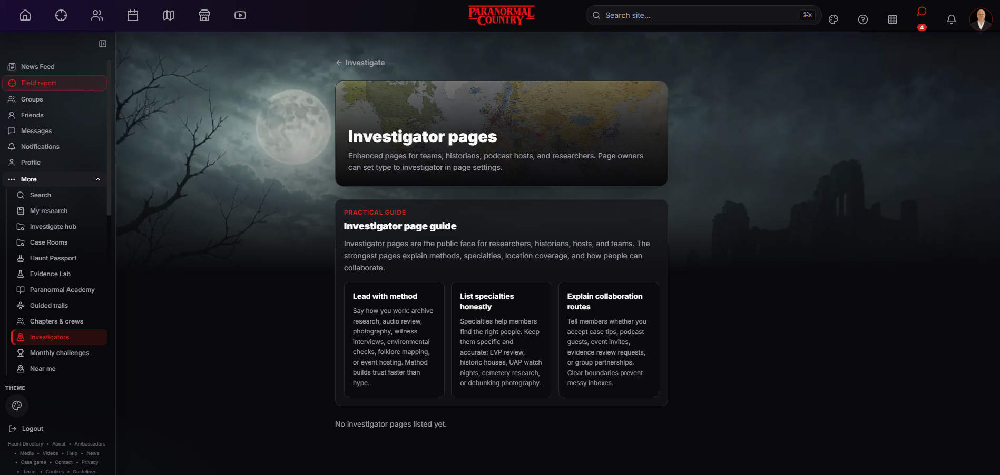 PARANORMAL
COUNTRY
Search site...
⌘K
4
News Feed
Field report
Groups
Friends
Messages
Notifications
Profile
More
Search
My research
Investigate hub
Case Rooms
Haunt Passport
Evidence Lab
Paranormal Academy
Guided trails
Chapters & crews
Investigators
Monthly challenges
Near me
THEME
Logout
Haunt Directory • About • Ambassadors
• Media • Videos • Help • News
• Case game • Contact • Privacy
• Terms • Cookies • Guidelines
← Investigate
Investigator pages
Enhanced pages for teams, historians, podcast hosts, and researchers. Page owners
can set type to investigator in page settings.
PRACTICAL GUIDE
Investigator page guide
Investigator pages are the public face for researchers, historians, hosts, and teams. The
strongest pages explain methods, specialties, location coverage, and how people can
collaborate.
Lead with method
Say how you work: archive
research, audio review,
photography, witness
interviews, environmental
checks, folklore mapping,
or event hosting. Method
builds trust faster than
hype.
List specialties
honestly
Specialties help members
find the right people. Keep
them specific and
accurate: EVP review,
historic houses, UAP watch
nights, cemetery research,
or debunking photography.
Explain collaboration
routes
Tell members whether you
accept case tips, podcast
guests, event invites,
evidence review requests,
or group partnerships.
Clear boundaries prevent
messy inboxes.
No investigator pages listed yet.